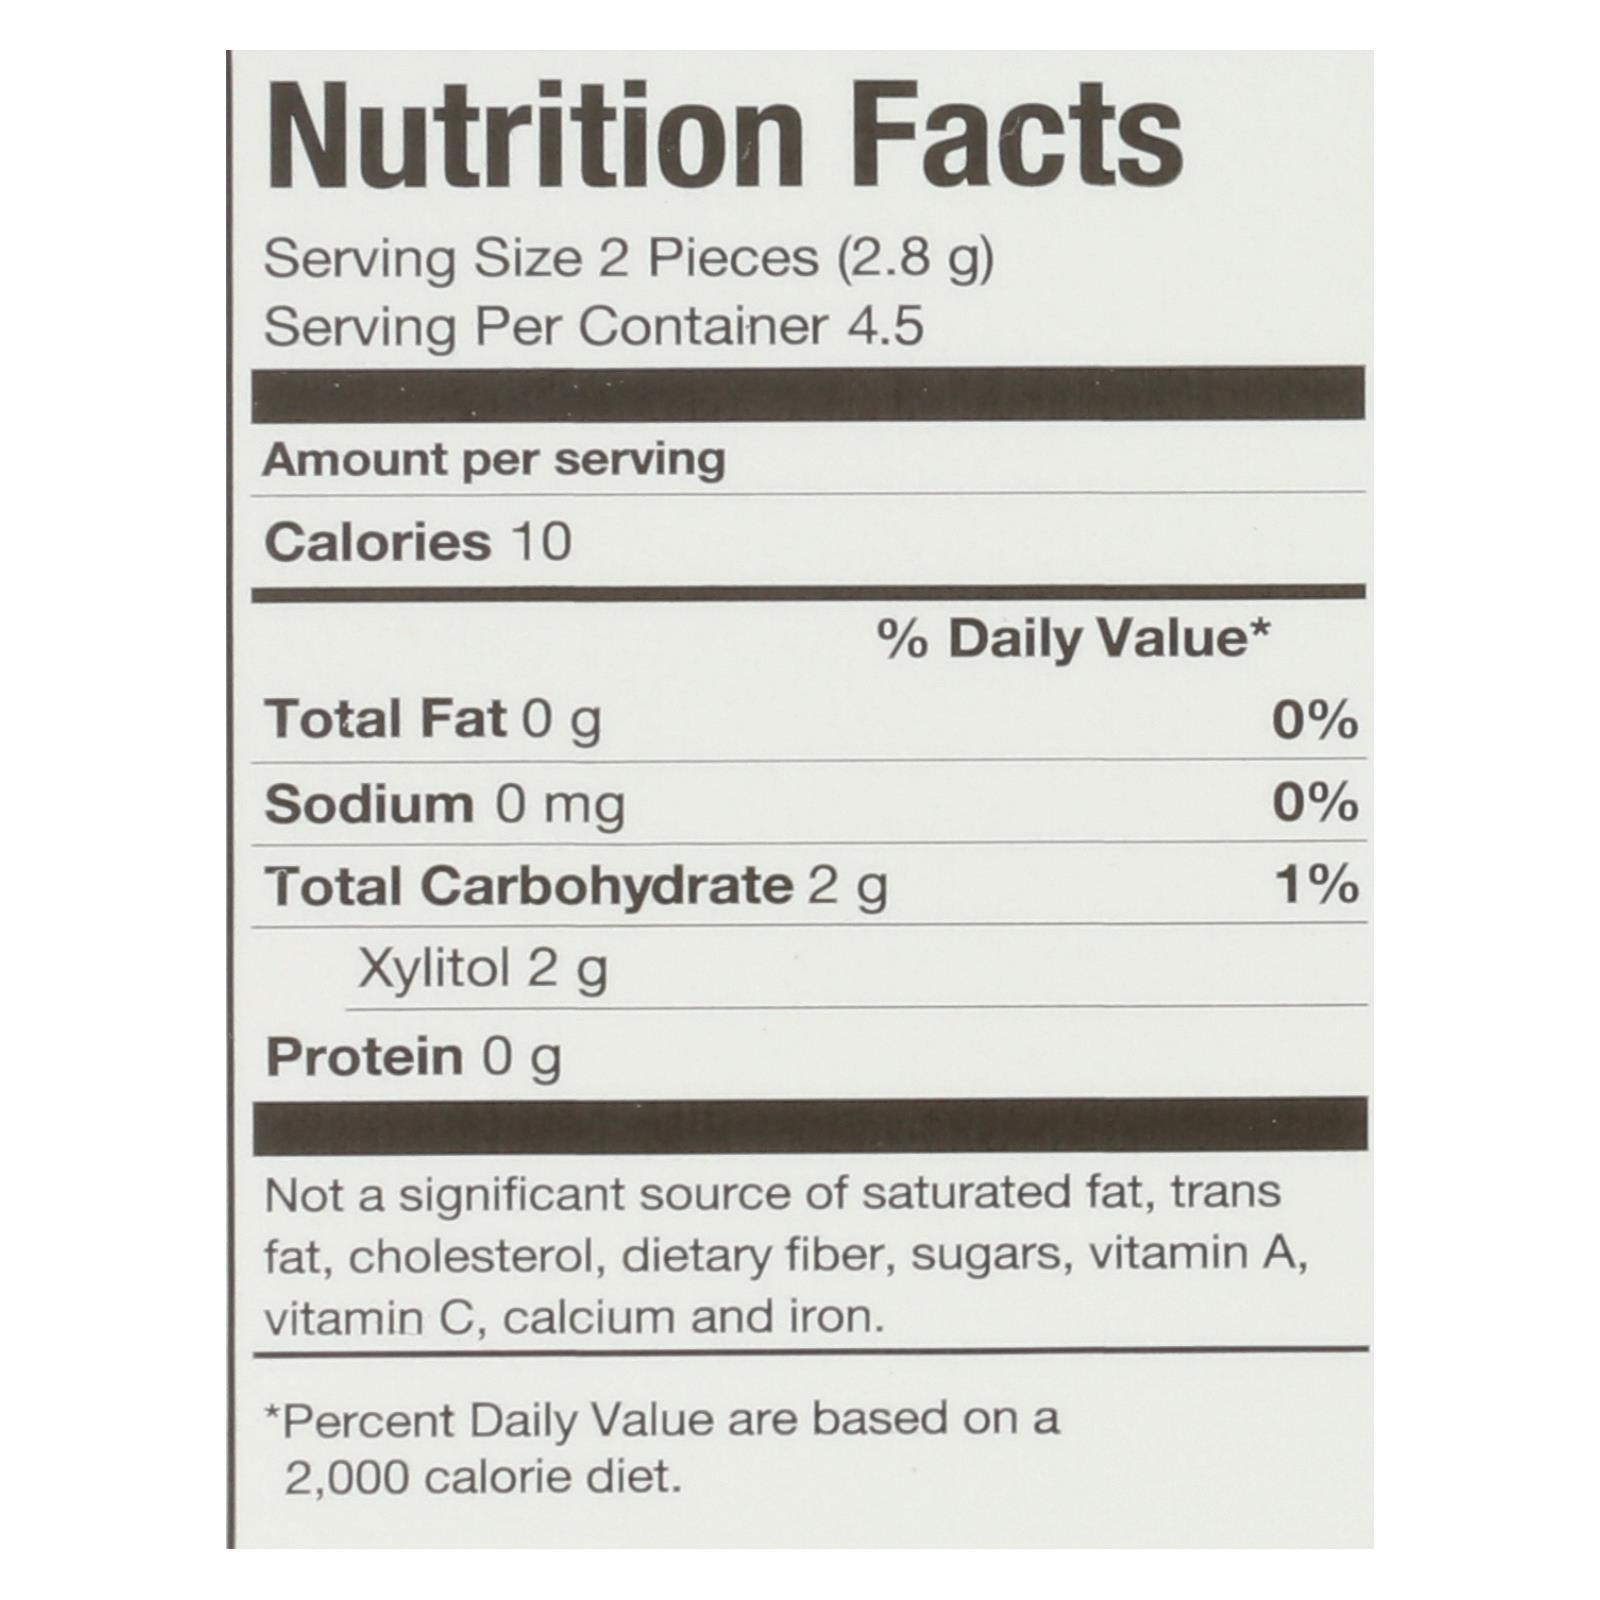 Nutrition Facts
Serving Size 2 Pieces (2.8 g)
Serving Per Container 4.5
Amount per serving
Calories 10
% Daily Value*
Total Fat 0 g 0%
Sodium 0 mg 0%
Total Carbohydrate 2 g 1%
Xylitol 2 g
Protein 0 g
Not a significant source of saturated fat, trans
fat, cholesterol, dietary fiber, sugars, vitamin A,
vitamin C, calcium and iron.
*Percent Daily Value are based on a
2,000 calorie diet.